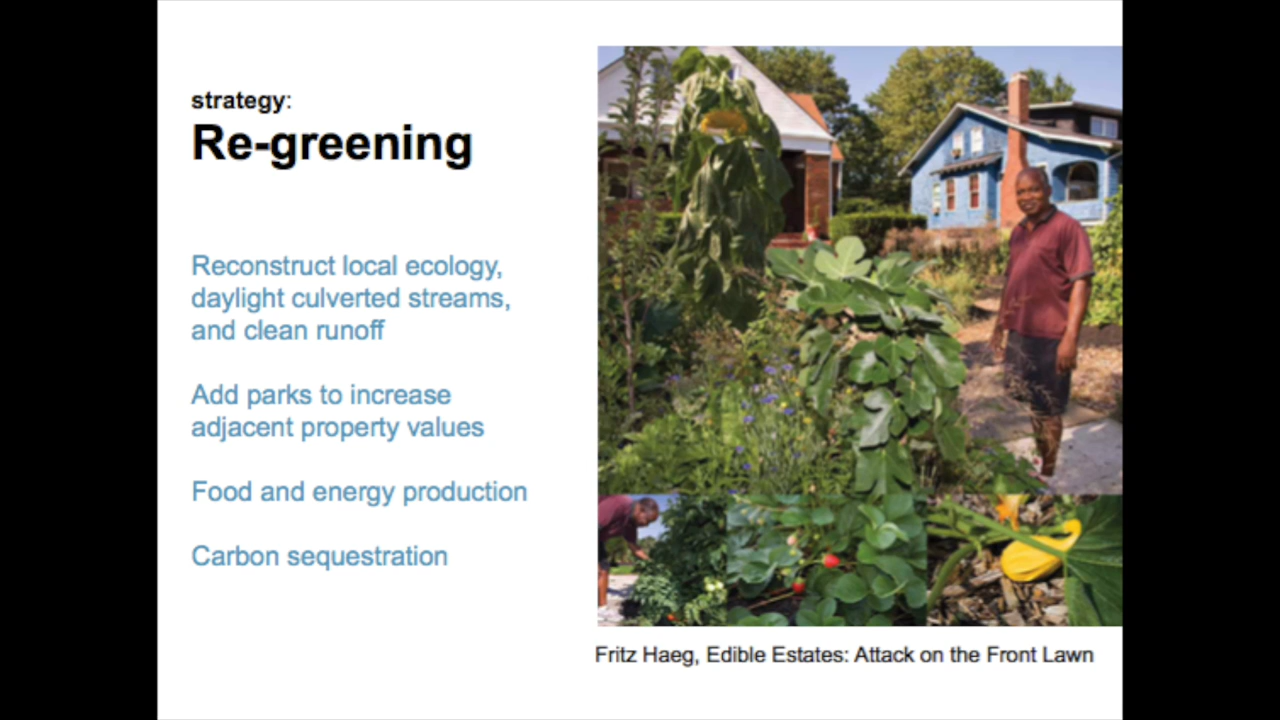 strategy:
Re-greening
Reconstruct local ecology,
daylight culverted streams,
and clean runoff
Add parks to increase
adjacent property values
Food and energy production
Carbon sequestration
Fritz Haeg, Edible Estates: Attack on the Front Lawn